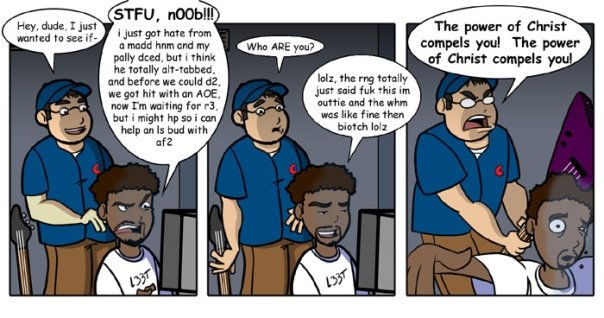 Hey, dude, I just
wanted to see if-
STFU, n00b!!!
i just got hate from
a madd hnm and my
pally dced, but i think
he totally alt-tabbed,
and before we could d2,
we got hit with an AOE,
now I'm waiting for r3,
but i might hp so i can
help an ls bud with
af2
L33T
Who ARE you?
lolz, the rng totally
just said fuk this im
outtie and the whm
was like fine then
biotch lolz
L33T
The power of Christ
compels you! The power
of Christ compels you!